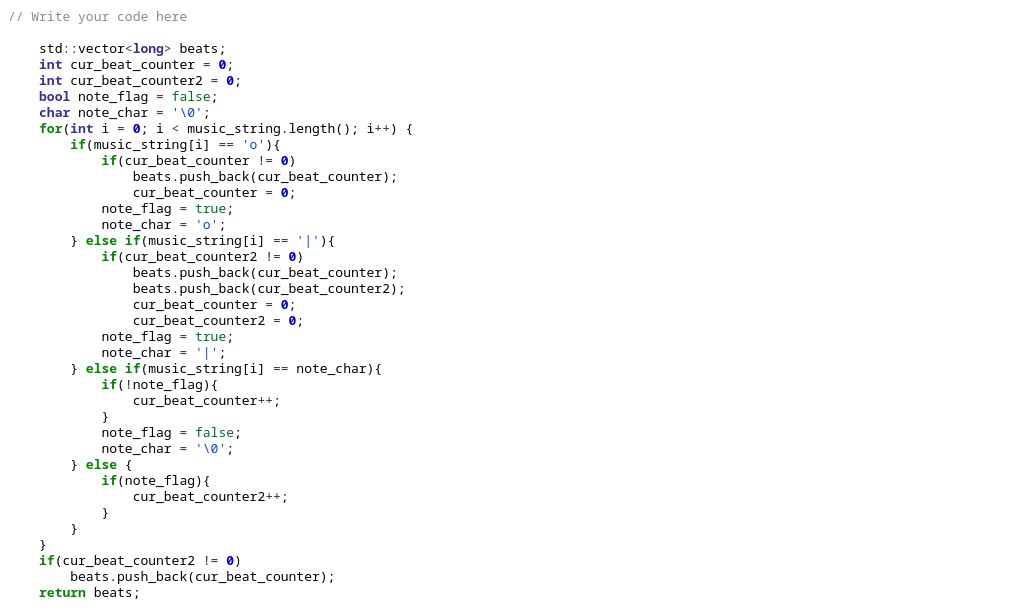 // Write your code here
std::vector<long> beats;
int cur_beat_counter = 0;
int cur_beat_counter2 = 0;
bool note_flag = false;
char note_char = '\0';
for(int i = 0; i < music_string.length(); i++) {
if(music_string[i] == 'o'){
if(cur_beat_counter != 0)
beats.push_back(cur_beat_counter);
cur_beat_counter = 0;
note_flag = true;
note_char = 'o';
} else if(music_string[i] == '|'){
if(cur_beat_counter2 != 0)
beats.push_back(cur_beat_counter);
beats.push_back(cur_beat_counter2);
cur_beat_counter = 0;
cur_beat_counter2 = 0;
note_flag = true;
note_char = '|';
} else if(music_string[i] == note_char){
if(!note_flag){
cur_beat_counter++;
}
note_flag = false;
note_char = '\0';
} else {
if(note_flag){
cur_beat_counter2++;
}
}
}
if(cur_beat_counter2 != 0)
beats.push_back(cur_beat_counter);
return beats;